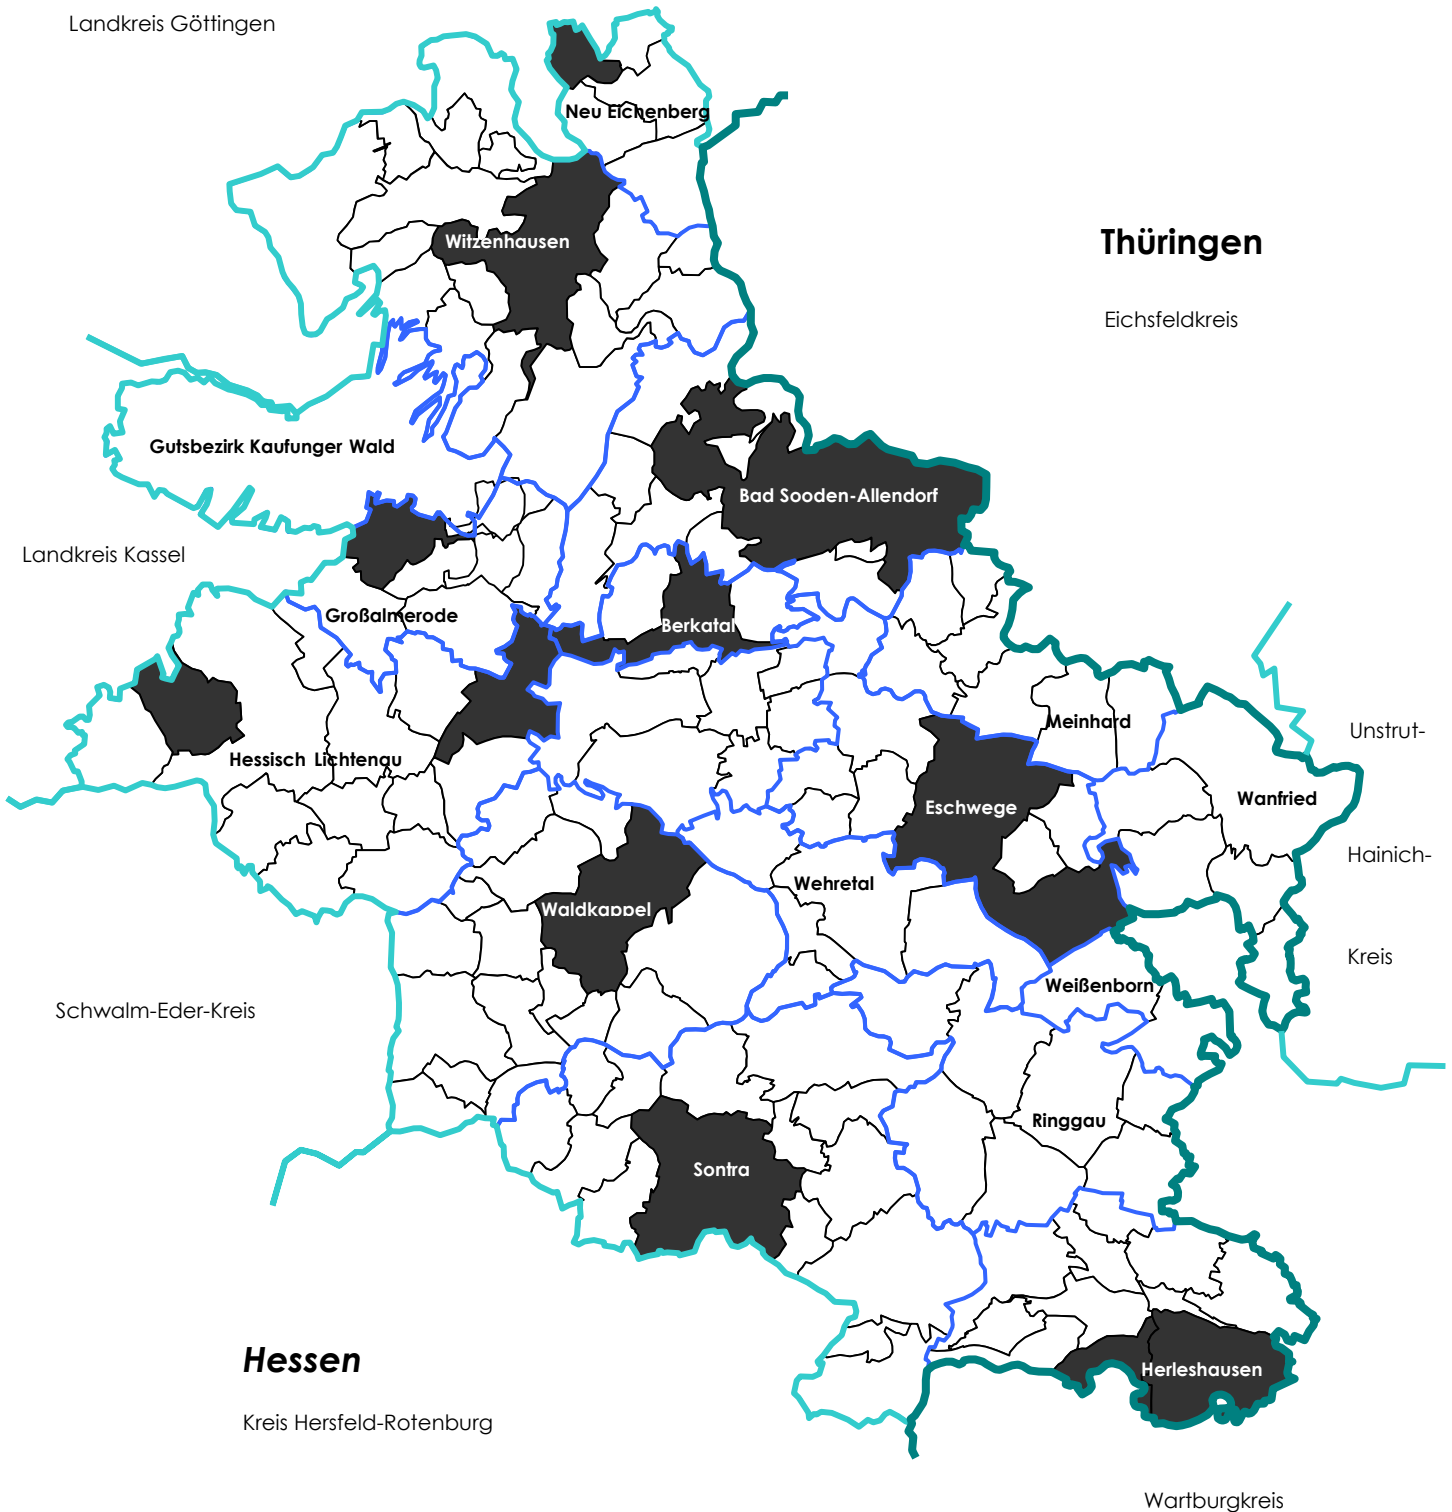 Landkreis Göttingen
Neu Eichenberg
Witzenhausen
Thüringen
Eichsfeldkreis
Gutsbezirk Kaufunger Wald
Bad Sooden-Allendorf
Landkreis Kassel
Großalmerode
Berkatal
Meinhard
Unstrut-
Hessisch Lichtenau
Wanfried
Eschwege
Hainich-
Wehretal
Waldkappel
Kreis
Weißenborn
Schwalm-Eder-Kreis
Ringgau
Sontra
Hessen
Herleshausen
Kreis Hersfeld-Rotenburg
Wartburgkreis